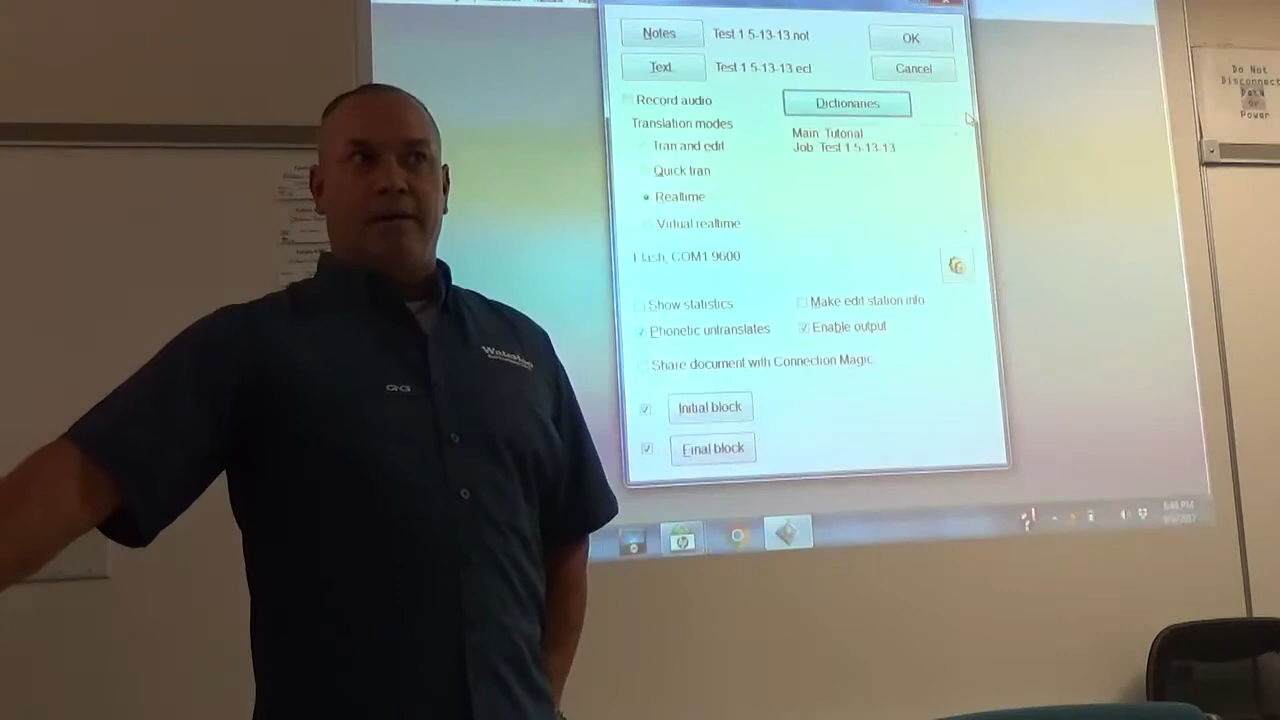 Notes Test 1 5-13-13 not OK
Text Test 1 5-13-13 ecl Cancel
Record audio Dictionaries
Translation modes
Main Tutorial
Job Test 1 5-13-13
Tran and edit
Quick tran
Realtime
Virtual realtime
Flash, COM1 9600
Show statistics Make edit station info
Phonetic untranslates Enable output
Share document with Connection Magic
Initial block
Final block
Do Not
Disconnect
Data
or
Power